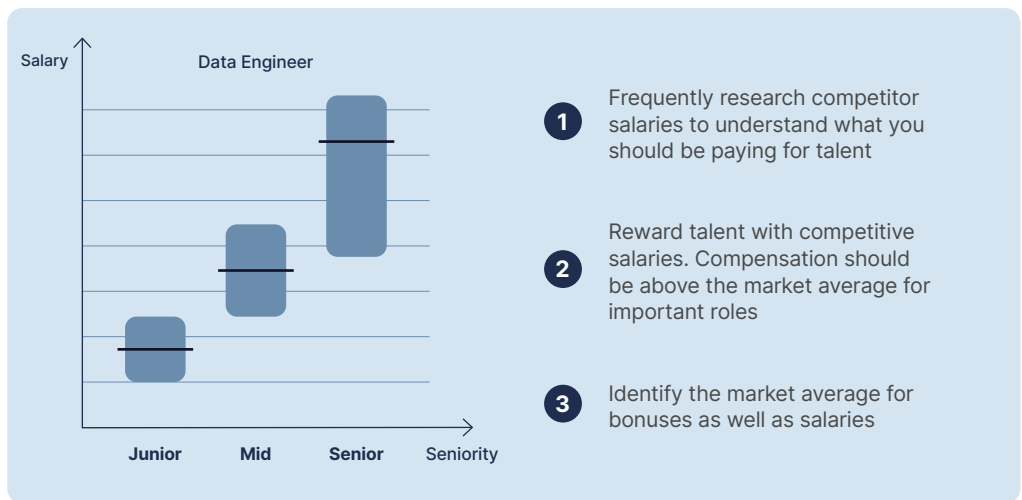 Salary
Data Engineer
Junior
Mid
Senior
Seniority
1
Frequently research competitor
salaries to understand what you
should be paying for talent
2
Reward talent with competitive
salaries. Compensation should
be above the market average for
important roles
3
Identify the market average for
bonuses as well as salaries